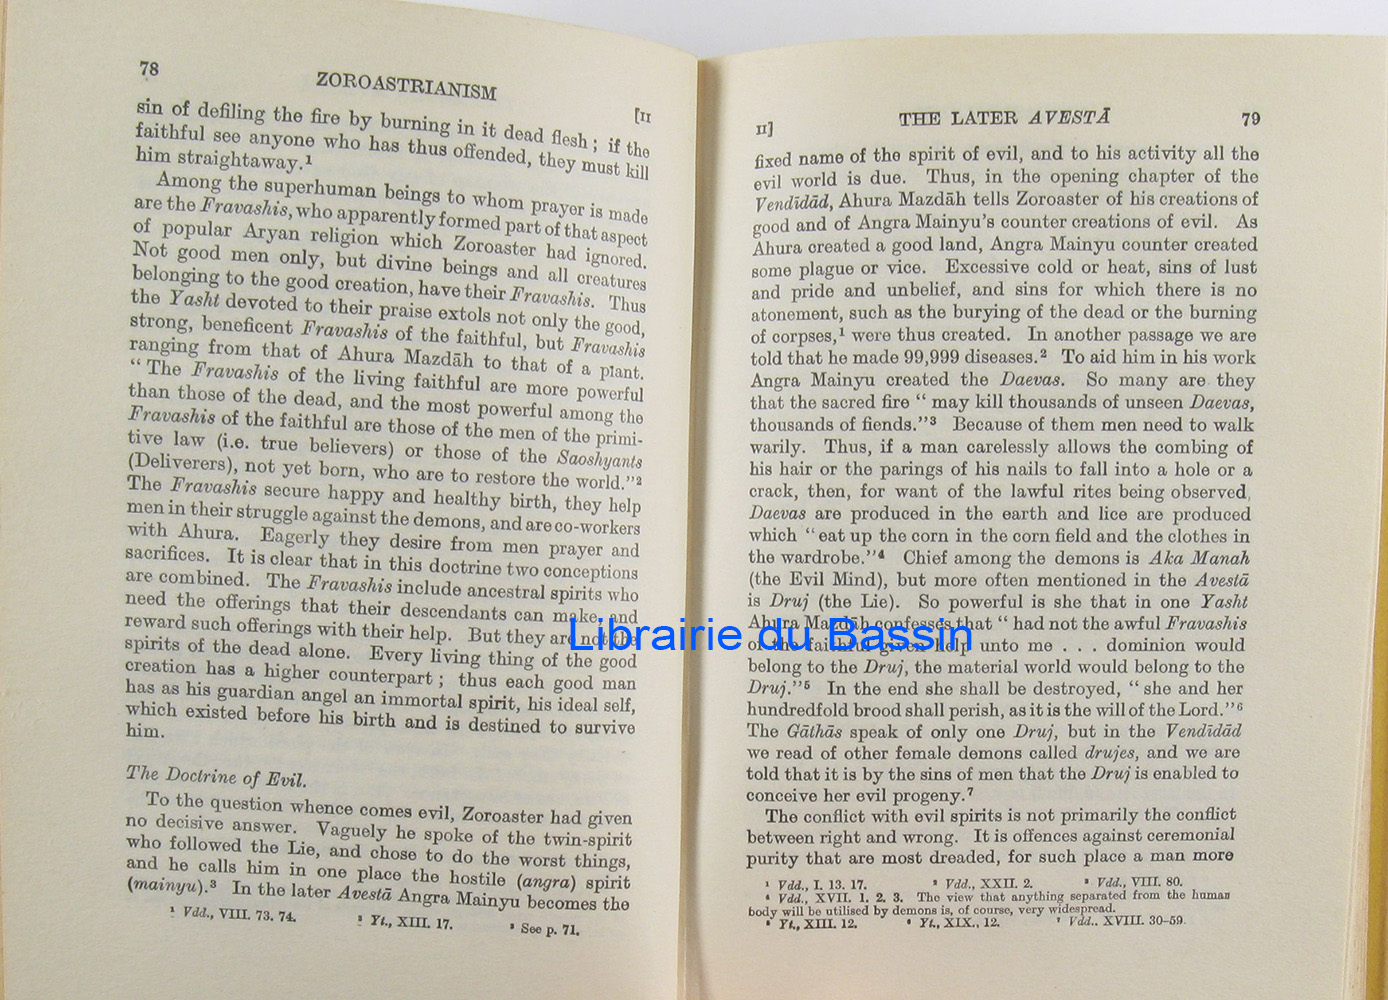 78
ZOROASTRIANISM
[II
sin of defiling the fire by burning in it dead flesh ; if the
faithful see anyone who has thus offended, they must kill
him straightaway.¹
Among the superhuman beings to whom prayer is made
are the Fravashis, who apparently formed part of that aspect
of popular Aryan religion which Zoroaster had ignored.
Not good men only, but divine beings and all creatures
belonging to the good creation, have their Fravashis. Thus
the Yasht devoted to their praise extols not only the good,
strong, beneficent Fravashis of the faithful, but Fravashis
ranging from that of Ahura Mazdāh to that of a plant.
“ The Fravashis of the living faithful are more powerful
than those of the dead, and the most powerful among the
Fravashis of the faithful are those of the men of the primi-
tive law (i.e. true believers) or those of the Saoshyants
(Deliverers), not yet born, who are to restore the world.”²
The Fravashis secure happy and healthy birth, they help
men in their struggle against the demons, and are co-workers
with Ahura. Eagerly they desire from men prayer and
sacrifices. It is clear that in this doctrine two conceptions
are combined. The Fravashis include ancestral spirits who
need the offerings that their descendants can make, and
reward such offerings with their help. But they are not the
spirits of the dead alone. Every living thing of the good
creation has a higher counterpart ; thus each good man
has as his guardian angel an immortal spirit, his ideal self,
which existed before his birth and is destined to survive
him.
The Doctrine of Evil.
To the question whence comes evil, Zoroaster had given
no decisive answer. Vaguely he spoke of the twin-spirit
who followed the Lie, and chose to do the worst things,
and he calls him in one place the hostile (angra) spirit
(mainyu).³ In the later Avestā Angra Mainyu becomes the
¹ Vdd., VIII. 73. 74. ² Yt., XIII. 17. ³ See p. 71.
II]
THE LATER AVESTĀ
79
fixed name of the spirit of evil, and to his activity all the
evil world is due. Thus, in the opening chapter of the
Vendīdād, Ahura Mazdāh tells Zoroaster of his creations of
good and of Angra Mainyu's counter creations of evil. As
Ahura created a good land, Angra Mainyu counter created
some plague or vice. Excessive cold or heat, sins of lust
and pride and unbelief, and sins for which there is no
atonement, such as the burying of the dead or the burning
of corpses,¹ were thus created. In another passage we are
told that he made 99,999 diseases.² To aid him in his work
Angra Mainyu created the Daevas. So many are they
that the sacred fire “ may kill thousands of unseen Daevas,
thousands of fiends.”³ Because of them men need to walk
warily. Thus, if a man carelessly allows the combing of
his hair or the parings of his nails to fall into a hole or a
crack, then, for want of the lawful rites being observed,
Daevas are produced in the earth and lice are produced
which “ eat up the corn in the corn field and the clothes in
the wardrobe.”⁴ Chief among the demons is Aka Manah
(the Evil Mind), but more often mentioned in the Avestā
is Druj (the Lie). So powerful is she that in one Yasht
Ahura Mazdāh confesses that “ had not the awful Fravashis
of the faithful given help unto me . . . dominion would
belong to the Druj, the material world would belong to the
Druj.”⁵ In the end she shall be destroyed, “ she and her
hundredfold brood shall perish, as it is the will of the Lord.”⁶
The Gāthās speak of only one Druj, but in the Vendīdād
we read of other female demons called drujes, and we are
told that it is by the sins of men that the Druj is enabled to
conceive her evil progeny.⁷
The conflict with evil spirits is not primarily the conflict
between right and wrong. It is offences against ceremonial
purity that are most dreaded, for such place a man more
¹ Vdd., I. 13. 17. ² Vdd., XXII. 2. ³ Vdd., VIII. 80.
⁴ Vdd., XVII. 1. 2. 3. The view that anything separated from the human
body will be utilised by demons is, of course, very widespread.
⁵ Yt., XIII. 12. ⁶ Yt., XIX., 12. ⁷ Vdd.. XVIII. 30-59.
Librairie du Bassin